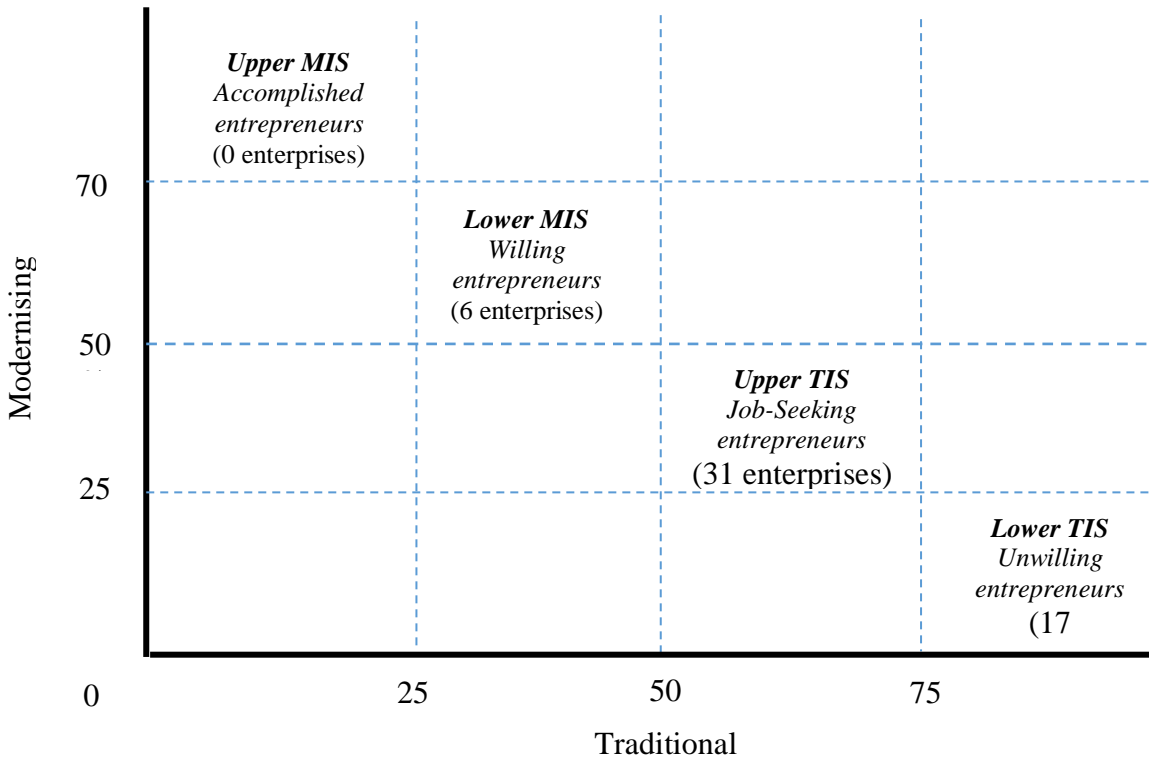 Upper MIS
Accomplished
entrepreneurs
(0 enterprises)
70
Lower MIS
Willing
entrepreneurs
(6 enterprises)
Modernising
50
Upper TIS
Job-Seeking
entrepreneurs
(31 enterprises)
25
Lower TIS
Unwilling
entrepreneurs
(17
0 25 50 75
Traditional